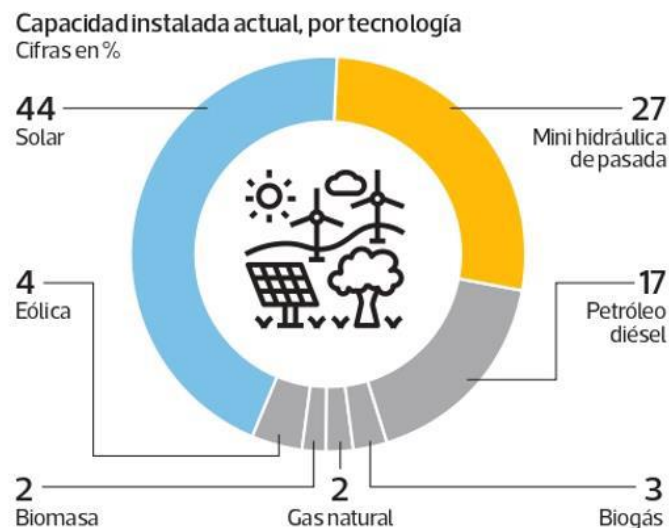 Capacidad instalada actual, por tecnología
Cifras en %
44
Solar
27
Mini hidráulica
de pasada
4
Eólica
17
Petróleo
diésel
2
Biomasa
2
Gas natural
3
Biogás